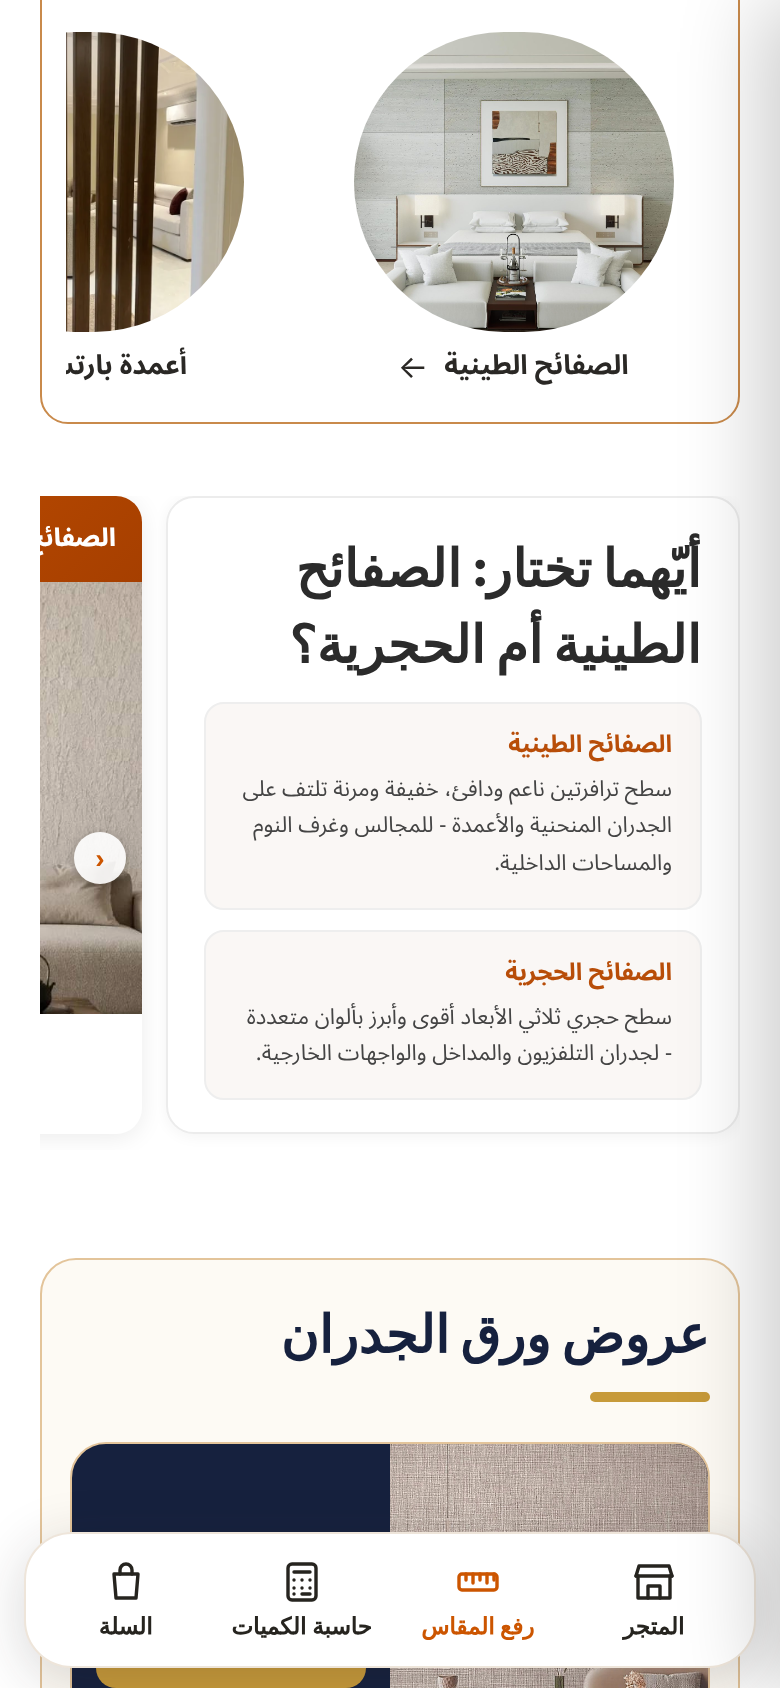 الصفائح الطينية ←
أعمدة
أيّهما تختار: الصفائح
الطينية أم الحجرية؟
الصفائح الطينية
سطح ترافرتين ناعم ودافئ، خفيفة ومرنة تلتف على
الجدران المنحنية والأعمدة - للمجالس وغرف النوم
والمساحات الداخلية.
الصفائح الحجرية
سطح حجري ثلاثي الأبعاد أقوى وأبرز بألوان متعددة
- لجدران التلفزيون والمداخل والواجهات الخارجية.
عروض ورق الجدران
المتجر
رفع المقاس
حاسبة الكميات
السلة